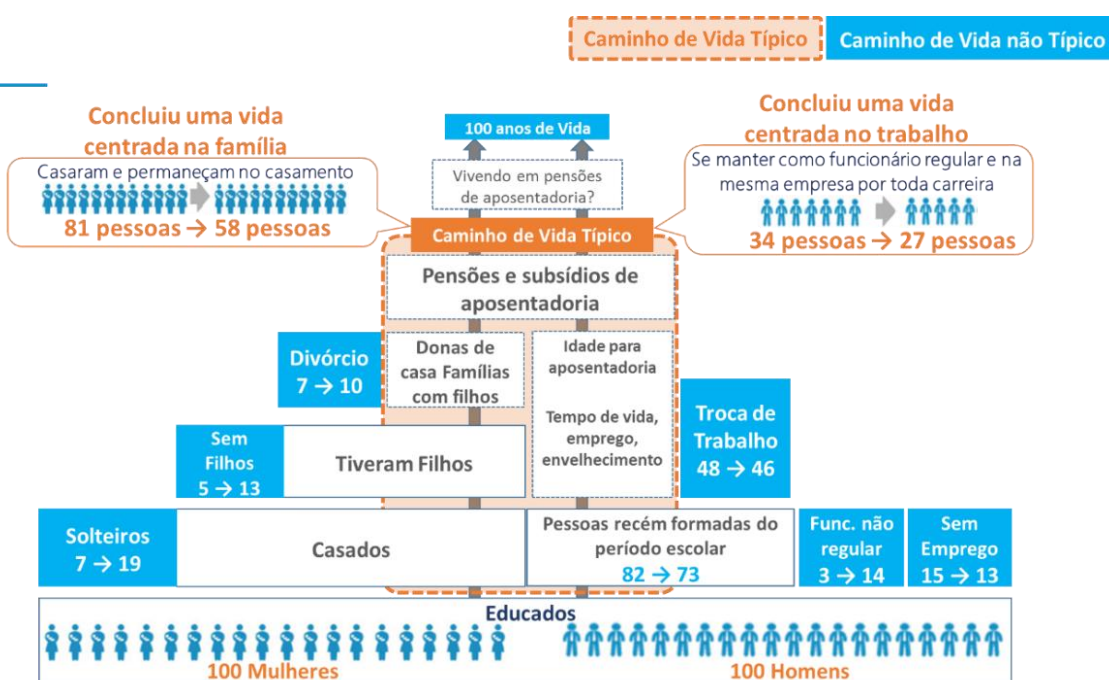 Caminho de Vida Típico
Caminho de Vida não Típico
Concluiu uma vida
centrada na família
Casaram e permaneçam no casamento
81 pessoas → 58 pessoas
100 anos de Vida
Vivendo em pensões
de aposentadoria?
Concluiu uma vida
centrada no trabalho
Se manter como funcionário regular e na
mesma empresa por toda carreira
34 pessoas → 27 pessoas
Caminho de Vida Típico
Pensões e subsídios de
aposentadoria
Divórcio
7 → 10
Donas de
casa Famílias
com filhos
Idade para
aposentadoria
Tempo de vida,
emprego,
envelhecimento
Troca de
Trabalho
48 → 46
Sem
Filhos
5 → 13
Tiveram Filhos
Solteiros
7 → 19
Casados
Pessoas recém formadas do
período escolar
82 → 73
Func. não
regular
3 → 14
Sem
Emprego
15 → 13
Educados
100 Mulheres
100 Homens